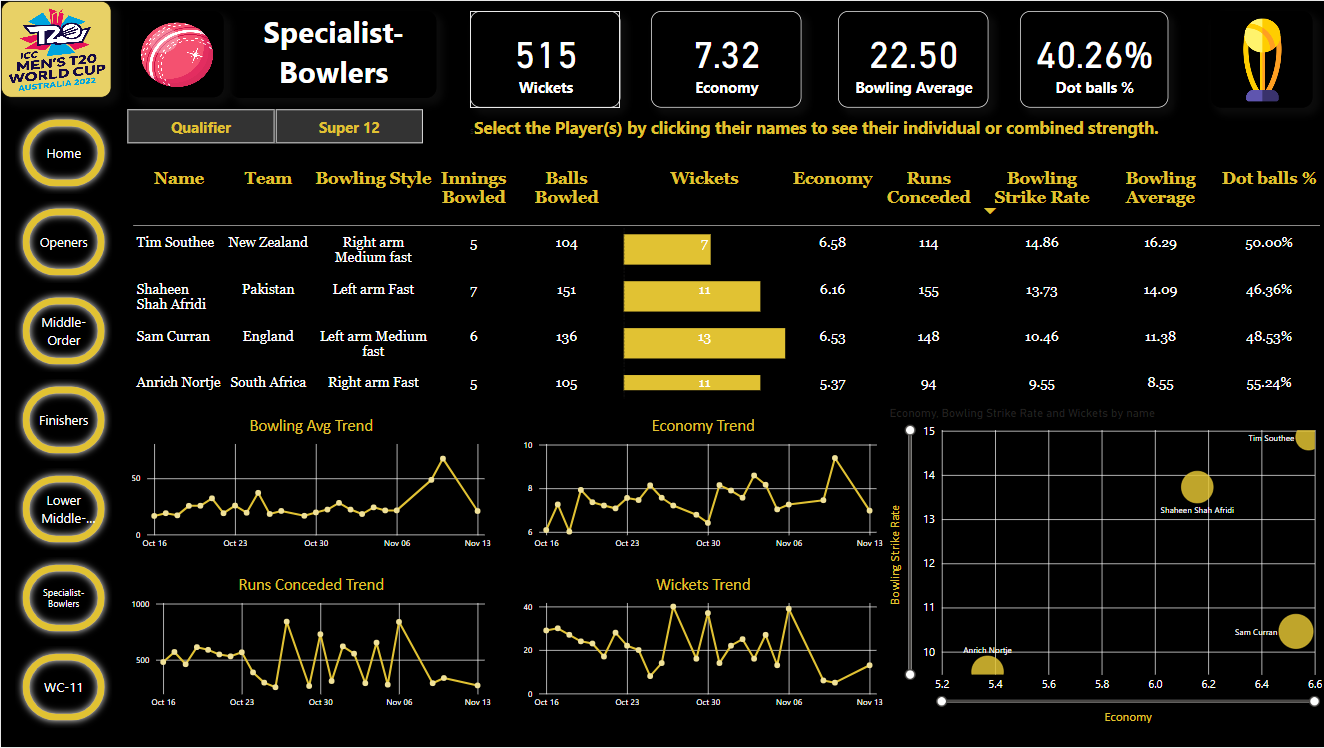 T20
ICC
MEN'S T20
WORLD CUP
AUSTRALIA 2022
Specialist-
Bowlers
515
Wickets
7.32
Economy
22.50
Bowling Average
40.26%
Dot balls %
Qualifier
Super 12
Select the Player(s) by clicking their names to see their individual or combined strength.
Home
Openers
Middle-
Order
Finishers
Lower
Middle-...
Specialist-
Bowlers
WC-11
Name Team Bowling Style Innings Bowled Balls Bowled Wickets Economy Runs Conceded Bowling Strike Rate Bowling Average Dot balls %
Tim Southee New Zealand Right arm Medium fast 5 104 7 6.58 114 14.86 16.29 50.00%
Shaheen Shah Afridi Pakistan Left arm Fast 7 151 11 6.16 155 13.73 14.09 46.36%
Sam Curran England Left arm Medium fast 6 136 13 6.53 148 10.46 11.38 48.53%
Anrich Nortje South Africa Right arm Fast 5 105 11 5.37 94 9.55 8.55 55.24%
Bowling Avg Trend
50
0
Oct 16 Oct 23 Oct 30 Nov 06 Nov 13
Economy Trend
10
8
6
Oct 16 Oct 23 Oct 30 Nov 06 Nov 13
Runs Conceded Trend
1000
500
Oct 16 Oct 23 Oct 30 Nov 06 Nov 13
Wickets Trend
40
20
0
Oct 16 Oct 23 Oct 30 Nov 06 Nov 13
Economy, Bowling Strike Rate and Wickets by name
Bowling Strike Rate
15
14
13
12
11
10
Tim Southee
Shaheen Shah Afridi
Sam Curran
Anrich Nortje
5.2 5.4 5.6 5.8 6.0 6.2 6.4 6.6
Economy